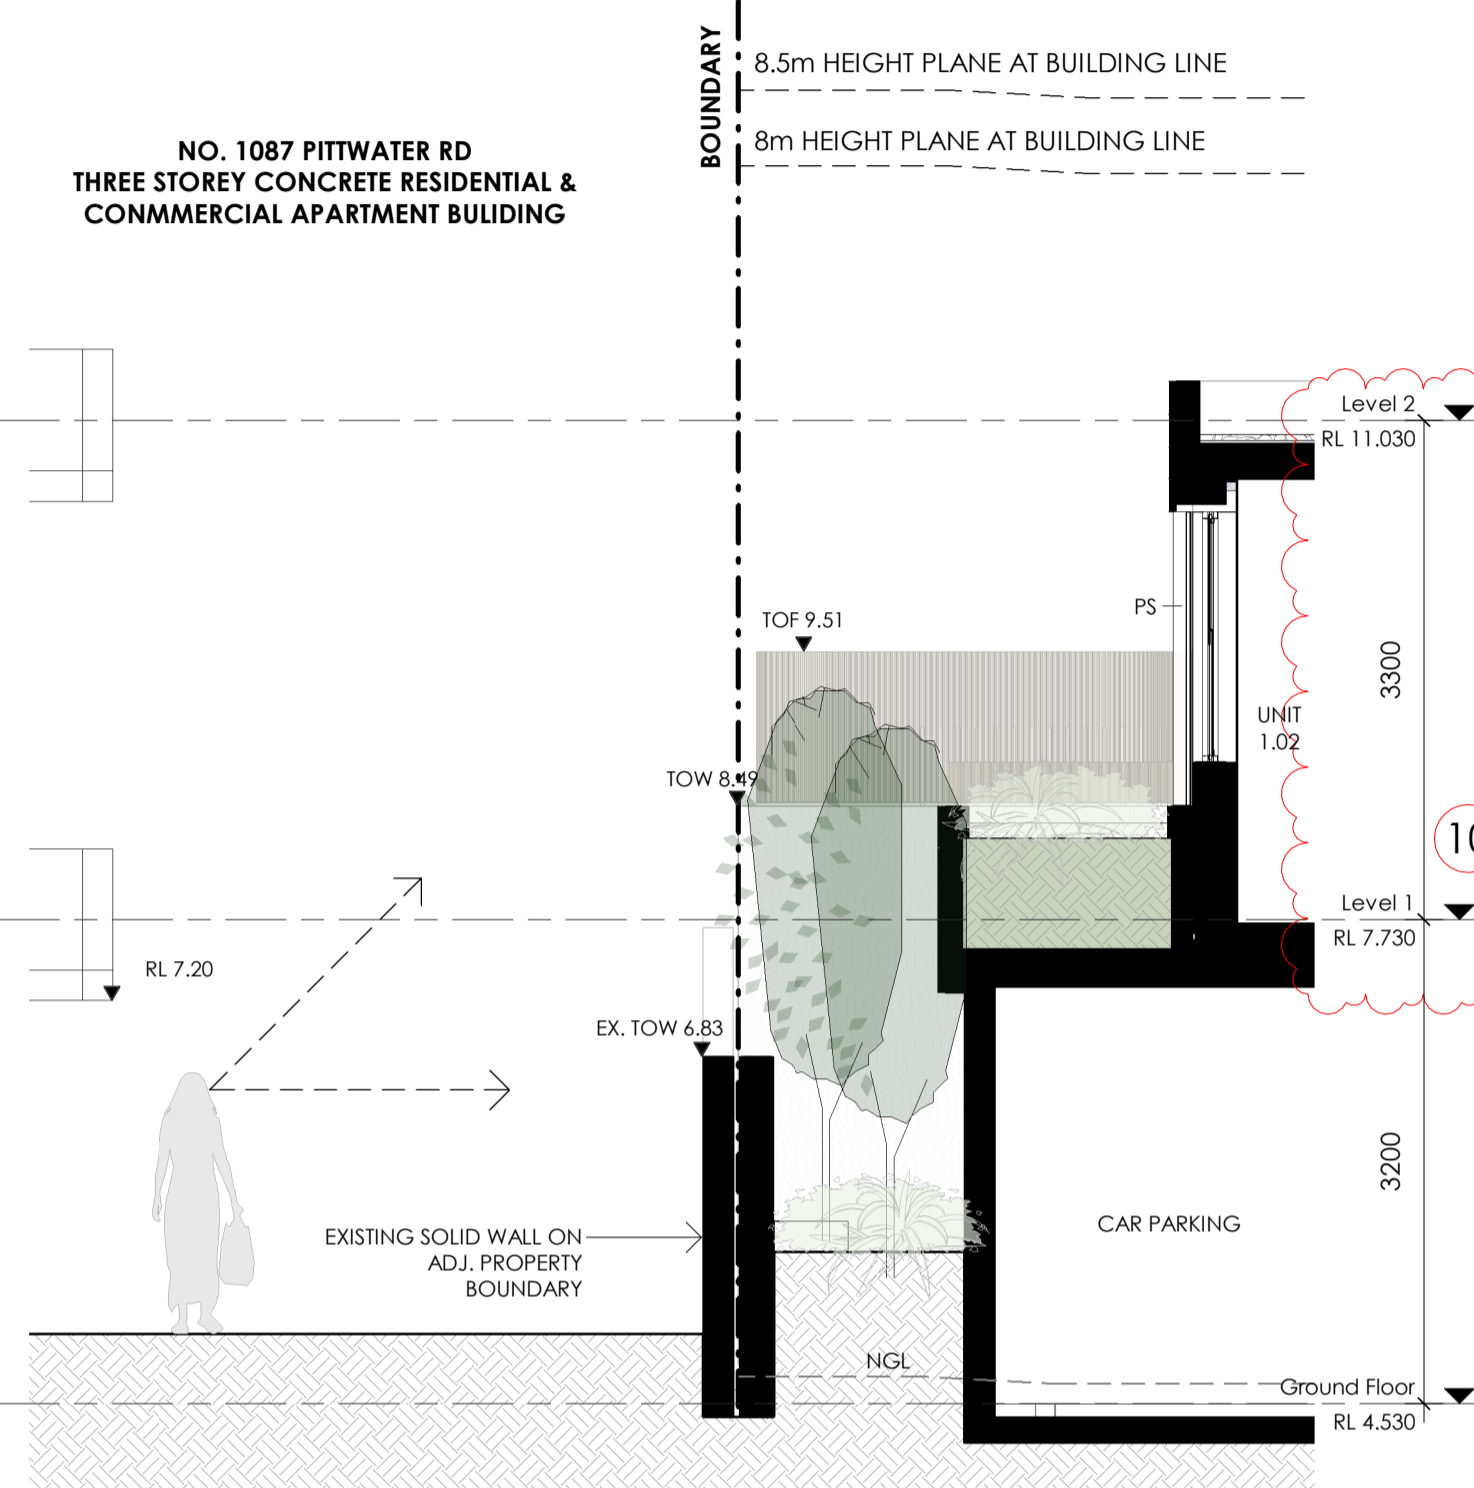 BOUNDARY
8.5m HEIGHT PLANE AT BUILDING LINE
8m HEIGHT PLANE AT BUILDING LINE
NO. 1087 PITTWATER RD
THREE STOREY CONCRETE RESIDENTIAL &
CONMMERCIAL APARTMENT BULIDING
Level 2
RL 11.030
TOF 9.51
PS
3300
UNIT
1.02
TOW 8.49
10
Level 1
RL 7.730
RL 7.20
EX. TOW 6.83
3200
CAR PARKING
EXISTING SOLID WALL ON
ADJ. PROPERTY
BOUNDARY
NGL
Ground Floor
RL 4.530